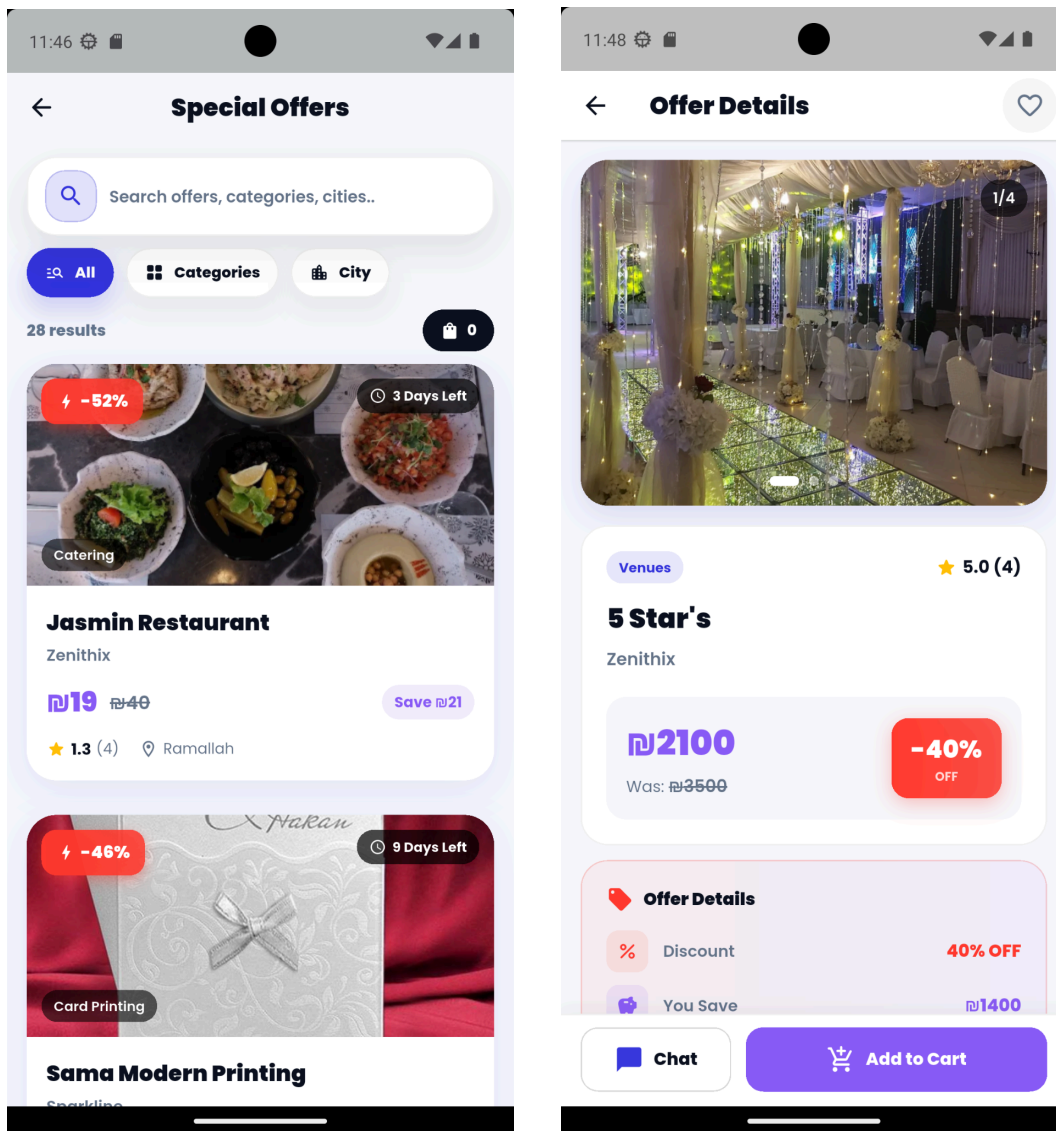 11:46
Special Offers
Search offers, categories, cities..
All
Categories
City
28 results
0
-52%
3 Days Left
Catering
Jasmin Restaurant
Zenithix
₪19 ₪40
Save ₪21
1.3 (4)
Ramallah
& Hakan
-46%
9 Days Left
Card Printing
Sama Modern Printing
Sparkline
11:48
Offer Details
1/4
Venues
5.0 (4)
5 Star's
Zenithix
₪2100
Was: ₪3500
-40%
OFF
Offer Details
Discount
40% OFF
You Save
₪1400
Chat
Add to Cart